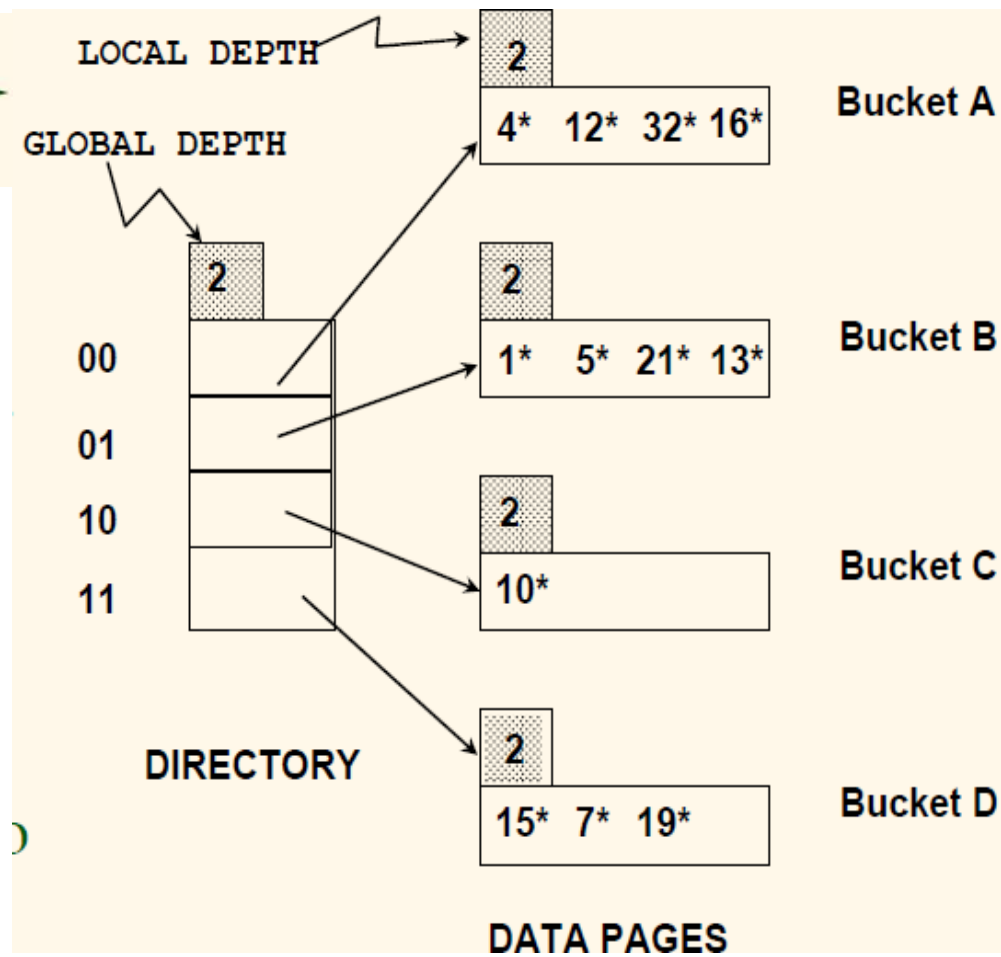 LOCAL DEPTH
GLOBAL DEPTH
2
00
01
10
11
DIRECTORY
2
4* 12* 32* 16*
Bucket A
2
1* 5* 21* 13*
Bucket B
2
10*
Bucket C
2
15* 7* 19*
Bucket D
DATA PAGES